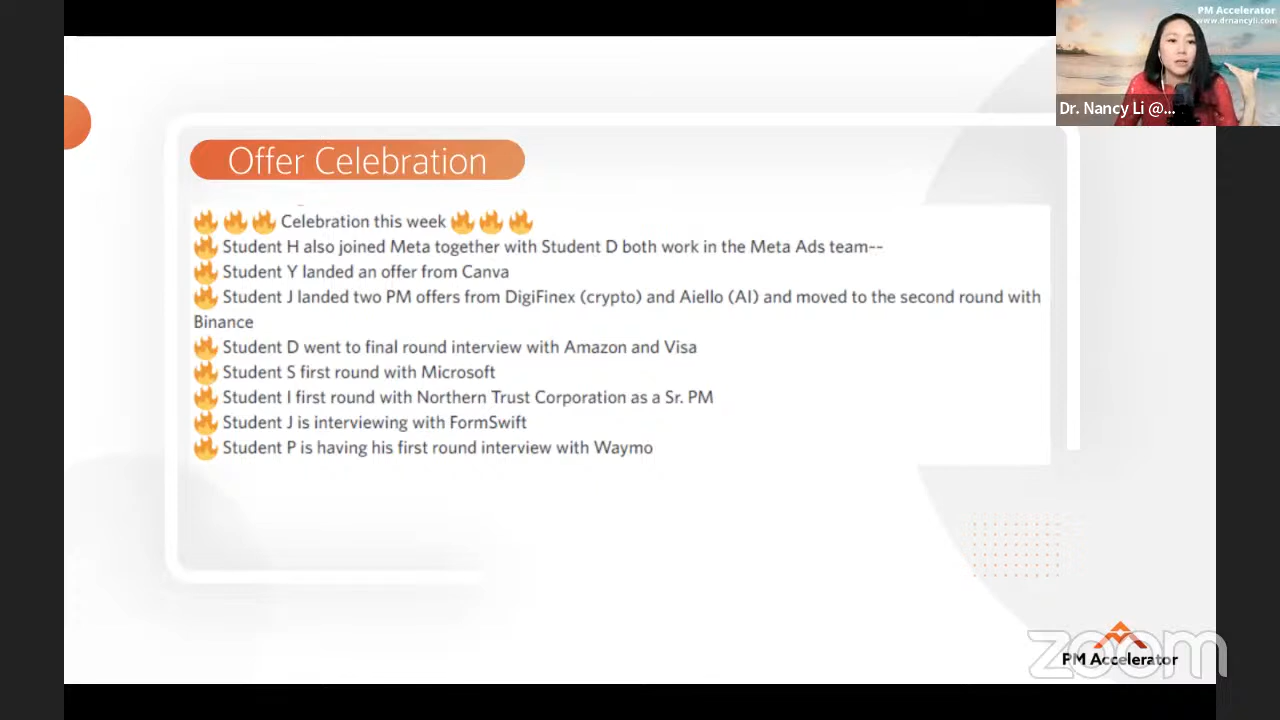 PM Accelerator
www.drnancyli.com
Dr. Nancy Li @...
Offer Celebration
🔥 🔥 🔥 Celebration this week 🔥 🔥 🔥
🔥 Student H also joined Meta together with Student D both work in the Meta Ads team--
🔥 Student Y landed an offer from Canva
🔥 Student J landed two PM offers from DigiFinex (crypto) and Aiello (AI) and moved to the second round with
Binance
🔥 Student D went to final round interview with Amazon and Visa
🔥 Student S first round with Microsoft
🔥 Student I first round with Northern Trust Corporation as a Sr. PM
🔥 Student J is interviewing with FormSwift
🔥 Student P is having his first round interview with Waymo
zoom
PM Accelerator